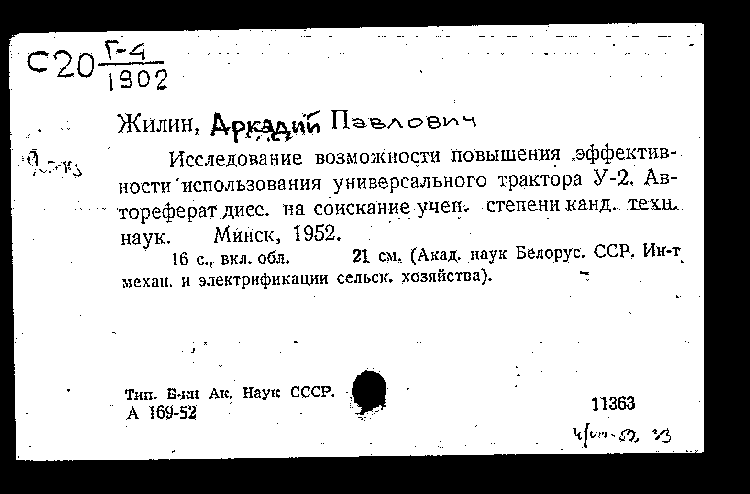 С20 Г-4
1902
Жилин, Аркадий Павлович
Исследование возможности повышения эффектив-
ности использования универсального трактора У-2. Ав-
тореферат дисс. на соискание учен. степени канд. техн.
наук. Минск, 1952.
16 с., вкл. обл. 21 см. (Акад. наук Белорус. ССР. Ин-т
механ. и электрификации сельск. хозяйства).
Тип. Б-ки Ак. Наук СССР.
А 169-52
11363